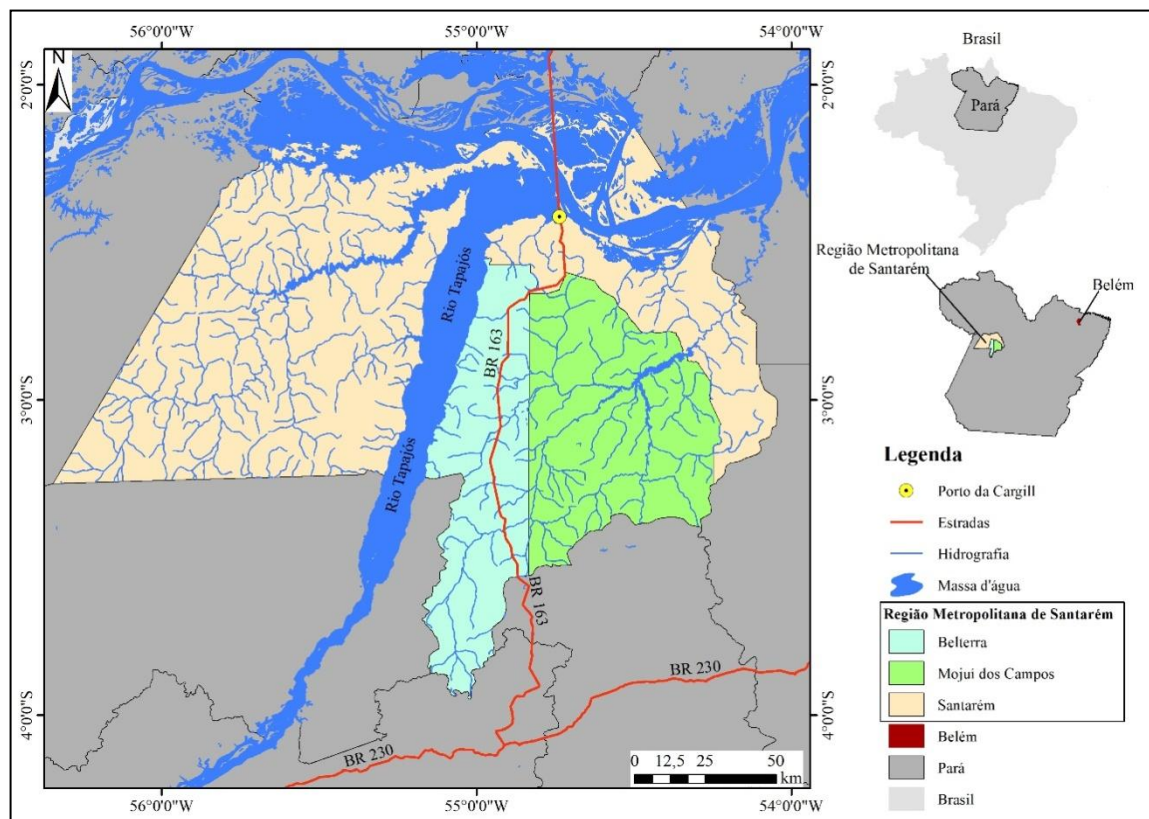 56°0'0"W
55°0'0"W
54°0'0"W
N
2°0'0"S
2°0'0"S
3°0'0"S
3°0'0"S
4°0'0"S
4°0'0"S
Rio Tapajós
Rio Tapajós
BR 163
BR 163
BR 230
BR 230
0 12,5 25 50
km
56°0'0"W
55°0'0"W
54°0'0"W
Brasil
Pará
Região Metropolitana
de Santarém
Belém
Legenda
Porto da Cargill
Estradas
Hidrografia
Massa d'água
Região Metropolitana de Santarém
Belterra
Mojui dos Campos
Santarém
Belém
Pará
Brasil